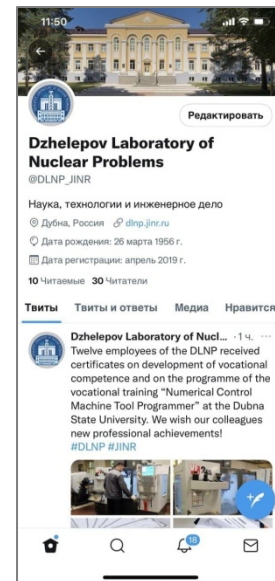 11:50
Редактировать
Dzhelepov Laboratory of
Nuclear Problems
@DLNP_JINR
Наука, технологии и инженерное дело
Дубна, Россия dlnp.jinr.ru
Дата рождения: 26 марта 1956 г.
Дата регистрации: апрель 2019 г.
10 Читаемые 30 Читатели
Твиты Твиты и ответы Медиа Нравится
Dzhelepov Laboratory of Nucl... · 1 ч.
Twelve employees of the DLNP received
certificates on development of vocational
competence and on the programme of the
vocational training "Numerical Control
Machine Tool Programmer" at the Dubna
State University. We wish our colleagues
new professional achievements!
#DLNP #JINR
18